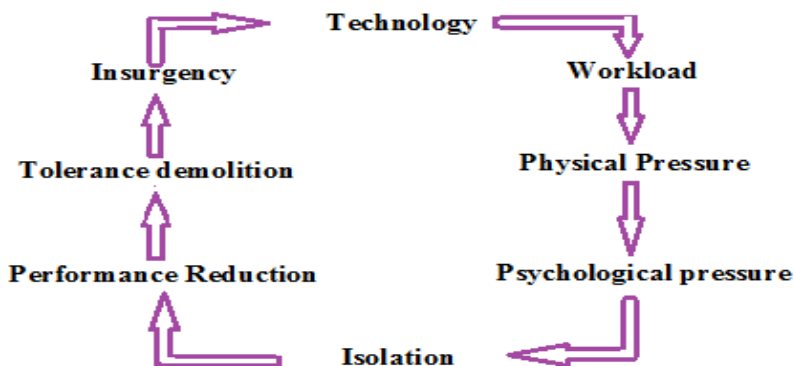 Technology
Insurgency
Workload
Tolerance demolition
Physical Pressure
Performance Reduction
Psychological pressure
Isolation